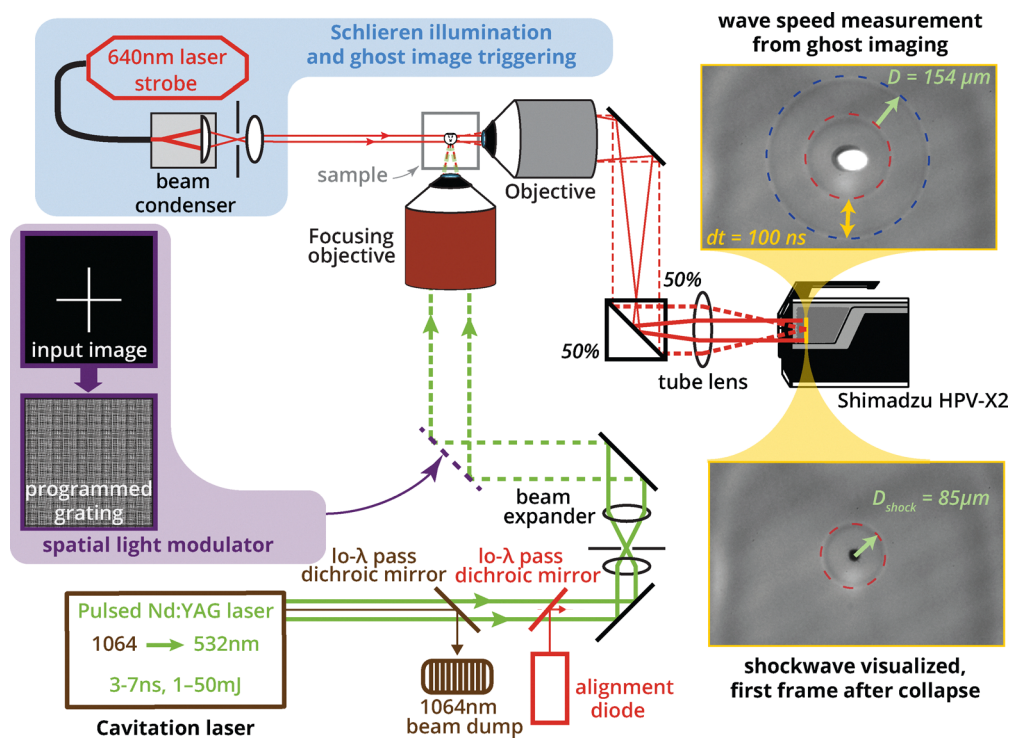 Schlieren illumination
and ghost image triggering
640nm laser
strobe
beam
condenser
sample
Objective
Focusing
objective
wave speed measurement
from ghost imaging
D = 154 µm
dt = 100 ns
input image
programmed
grating
spatial light modulator
50%
50%
tube lens
Shimadzu HPV-X2
beam
expander
lo-λ pass
dichroic mirror
lo-λ pass
dichroic mirror
Pulsed Nd:YAG laser
1064 532nm
3-7ns, 1–50mJ
Cavitation laser
1064nm
beam dump
alignment
diode
Dshock = 85µm
shockwave visualized,
first frame after collapse